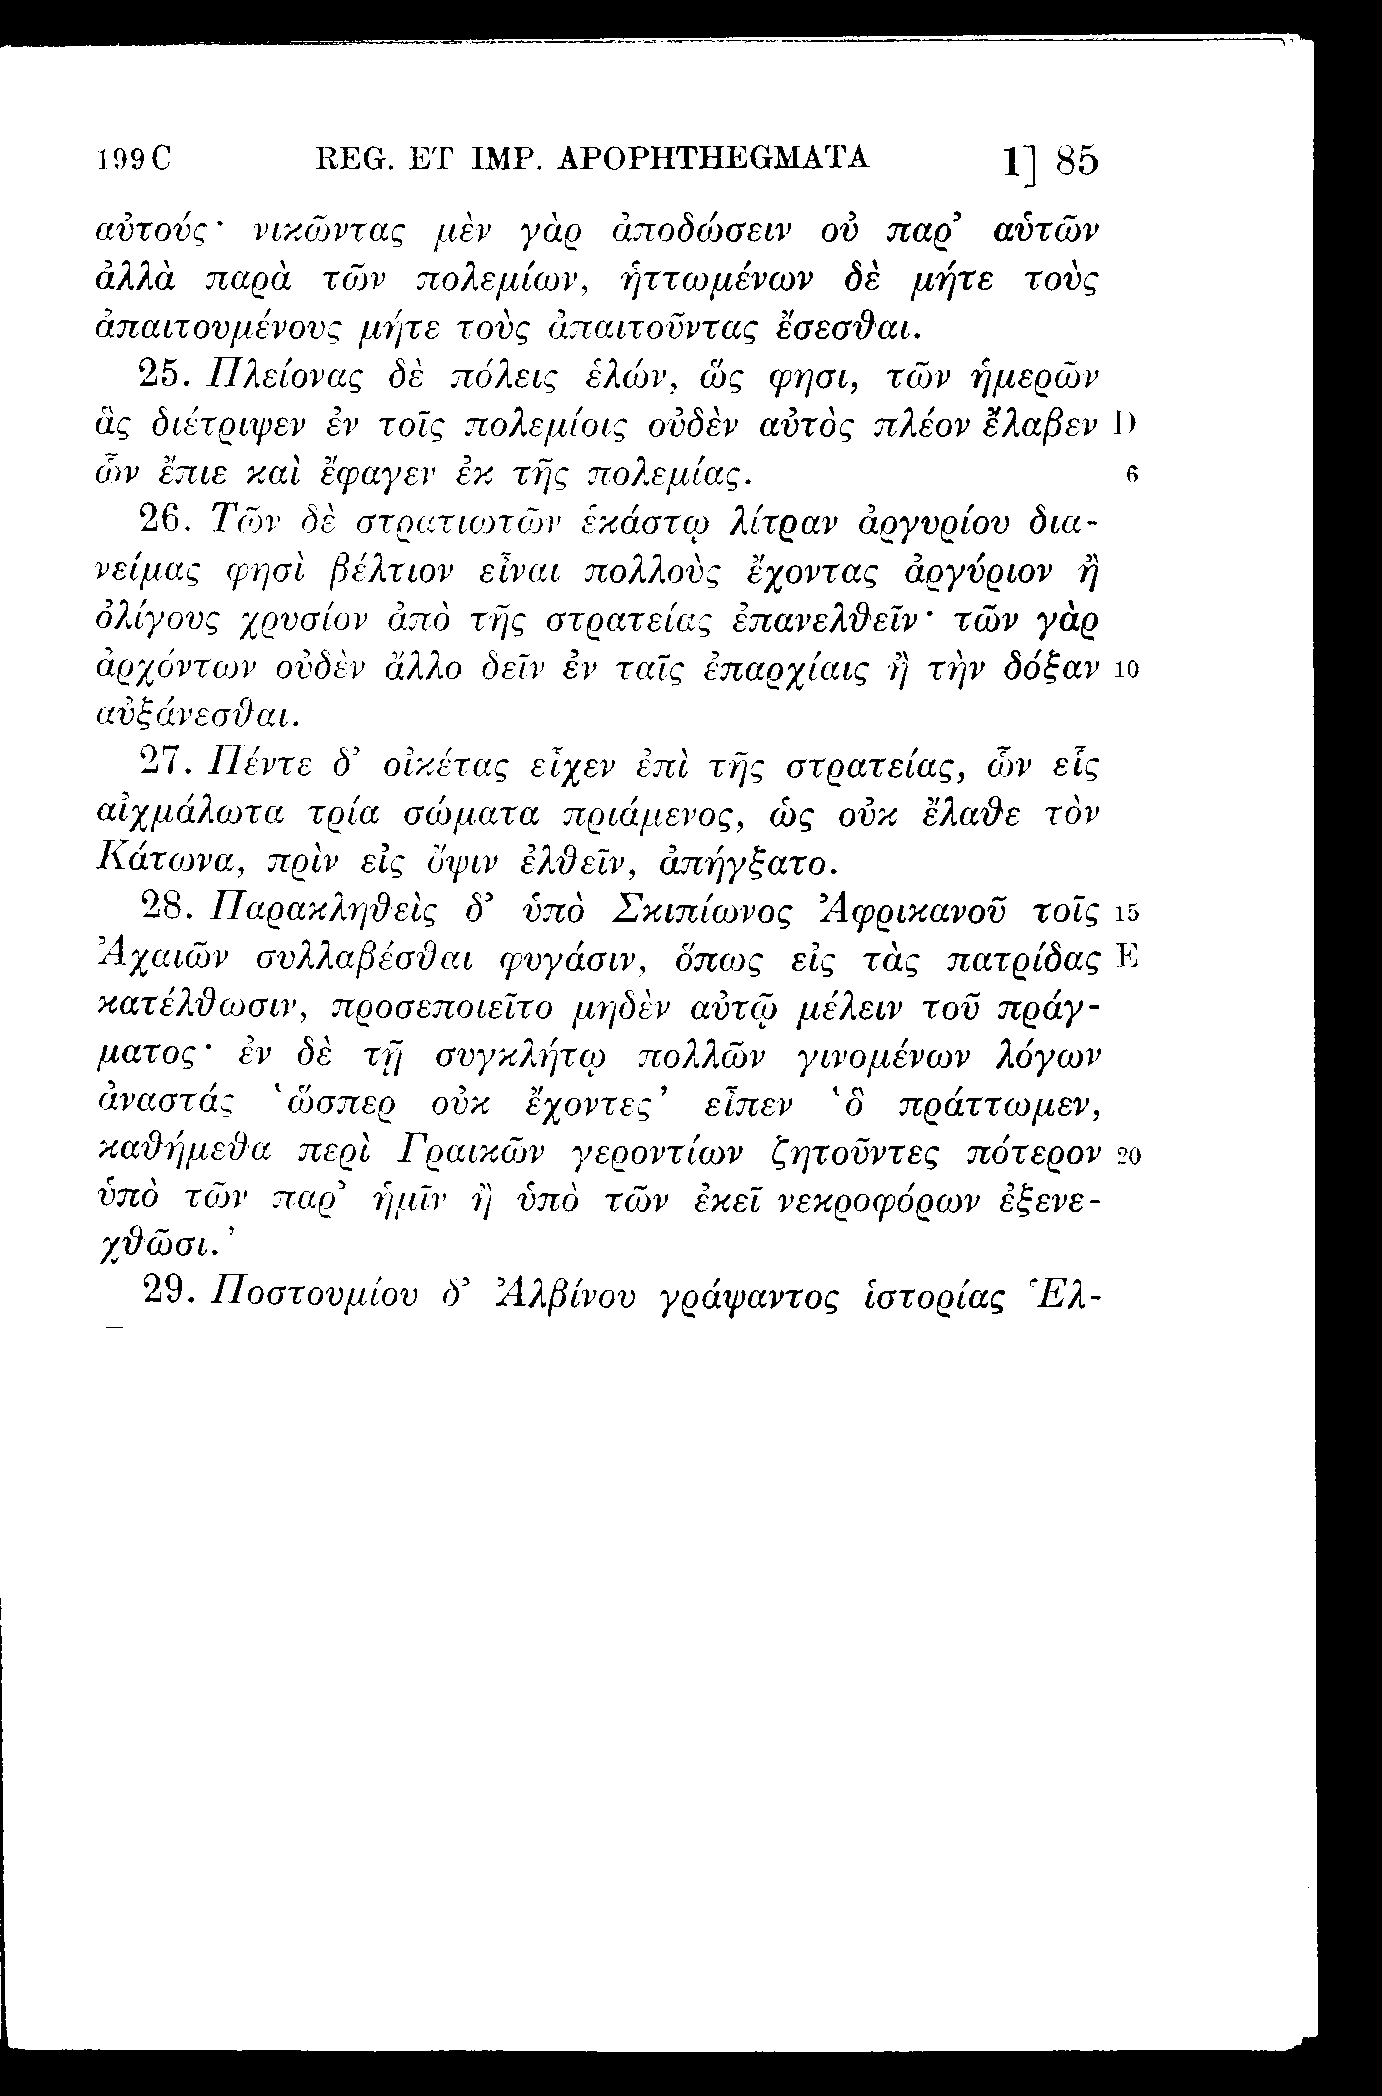 199C REG. ET IMP. APOPHTHEGMATA 1] 85
αὐτούς· νικῶντας μὲν γὰρ ἀποδώσειν οὐ παρ’ αὑτῶν
ἀλλὰ παρὰ τῶν πολεμίων, ἡττωμένων δὲ μήτε τοὺς
ἀπαιτουμένους μήτε τοὺς ἀπαιτοῦντας ἔσεσθαι.
25. Πλείονας δὲ πόλεις ἑλών, ὥς φησι, τῶν ἡμερῶν
ἃς διέτριψεν ἐν τοῖς πολεμίοις οὐδὲν αὐτὸς πλέον ἔλαβεν D
ὧν ἔπιε καὶ ἔφαγεν ἐκ τῆς πολεμίας. 6
26. Τῶν δὲ στρατιωτῶν ἑκάστῳ λίτραν ἀργυρίου δια-
νείμας φησὶ βέλτιον εἶναι πολλοὺς ἔχοντας ἀργύριον ἢ
ὀλίγους χρυσίον ἀπὸ τῆς στρατείας ἐπανελθεῖν· τῶν γὰρ
ἀρχόντων οὐδὲν ἄλλο δεῖν ἐν ταῖς ἐπαρχίαις ἢ τὴν δόξαν 10
αὐξάνεσθαι.
27. Πέντε δ’ οἰκέτας εἶχεν ἐπὶ τῆς στρατείας, ὧν εἷς
αἰχμάλωτα τρία σώματα πριάμενος, ὡς οὐκ ἔλαθε τὸν
Κάτωνα, πρὶν εἰς ὄψιν ἐλθεῖν, ἀπήγξατο.
28. Παρακληθεὶς δ’ ὑπὸ Σκιπίωνος Ἀφρικανοῦ τοῖς 15
Ἀχαιῶν συλλαβέσθαι φυγάσιν, ὅπως εἰς τὰς πατρίδας E
κατέλθωσιν, προσεποιεῖτο μηδὲν αὐτῷ μέλειν τοῦ πράγ-
ματος· ἐν δὲ τῇ συγκλήτῳ πολλῶν γινομένων λόγων
ἀναστάς ‘ὥσπερ οὐκ ἔχοντες’ εἶπεν ‘ὃ πράττωμεν,
καθήμεθα περὶ Γραικῶν γεροντίων ζητοῦντες πότερον 20
ὑπὸ τῶν παρ’ ἡμῖν ἢ ὑπὸ τῶν ἐκεῖ νεκροφόρων ἐξενε-
χθῶσι.’
29. Ποστουμίου δ’ Ἀλβίνου γράψαντος ἱστορίας Ἑλ-